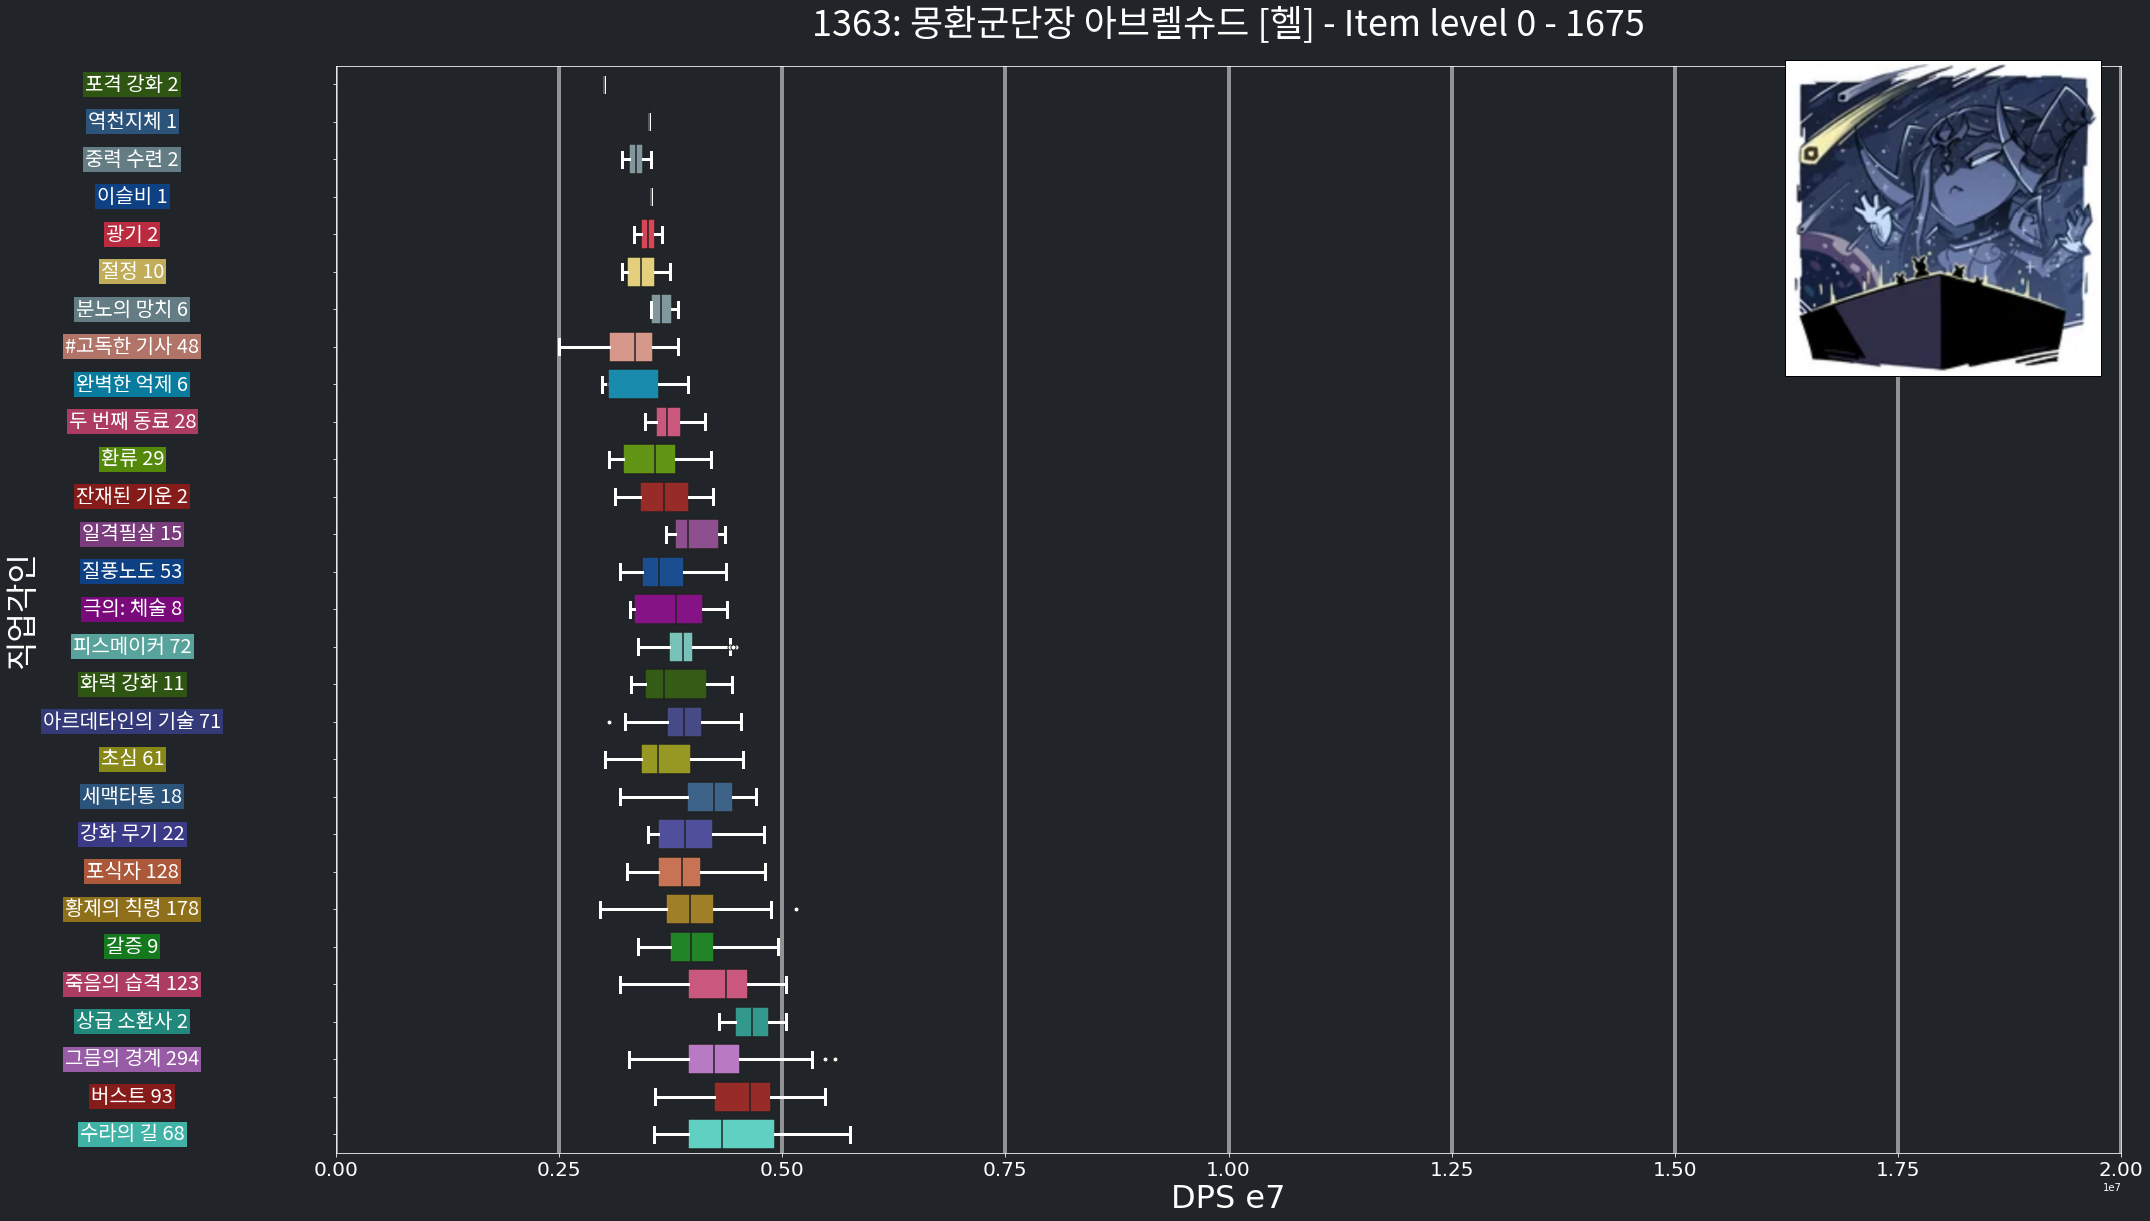 1363: 몽환군단장 아브렐슈드 [헬] - Item level 0 - 1675
포격 강화 2
역천지체 1
중력 수련 2
이슬비 1
광기 2
절정 10
분노의 망치 6
#고독한 기사 48
완벽한 억제 6
두 번째 동료 28
환류 29
잔재된 기운 2
일격필살 15
질풍노도 53
극의: 체술 8
피스메이커 72
화력 강화 11
아르데타인의 기술 71
초심 61
세맥타통 18
강화 무기 22
포식자 128
황제의 칙령 178
갈증 9
죽음의 습격 123
상급 소환사 2
그믐의 경계 294
버스트 93
수라의 길 68
직업각인
0.00 0.25 0.50 0.75 1.00 1.25 1.50 1.75 2.00
1e7
DPS e7